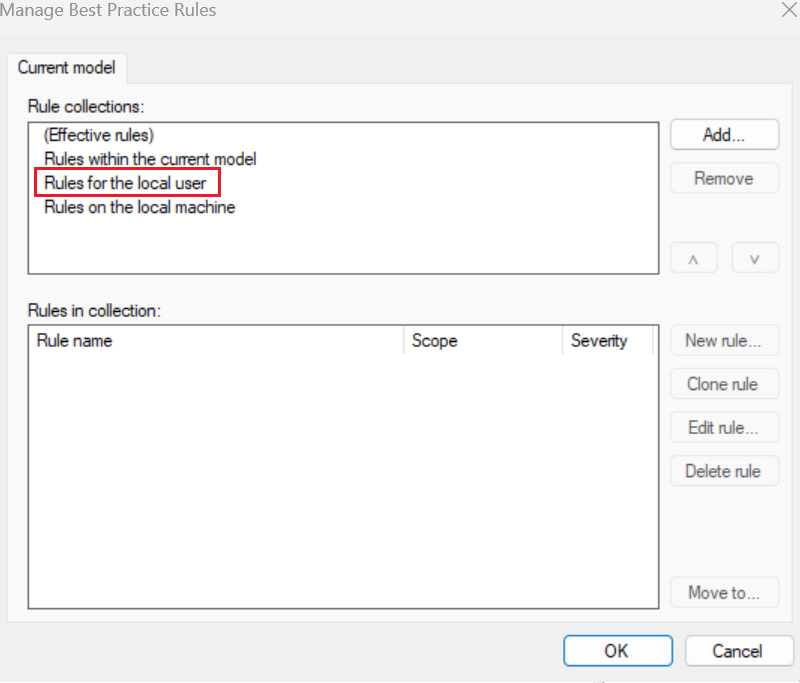 Manage Best Practice Rules
Current model
Rule collections:
(Effective rules)
Rules within the current model
Rules for the local user
Rules on the local machine
Add...
Remove
Rules in collection:
Rule name Scope Severity
New rule...
Clone rule
Edit rule...
Delete rule
Move to...
OK Cancel